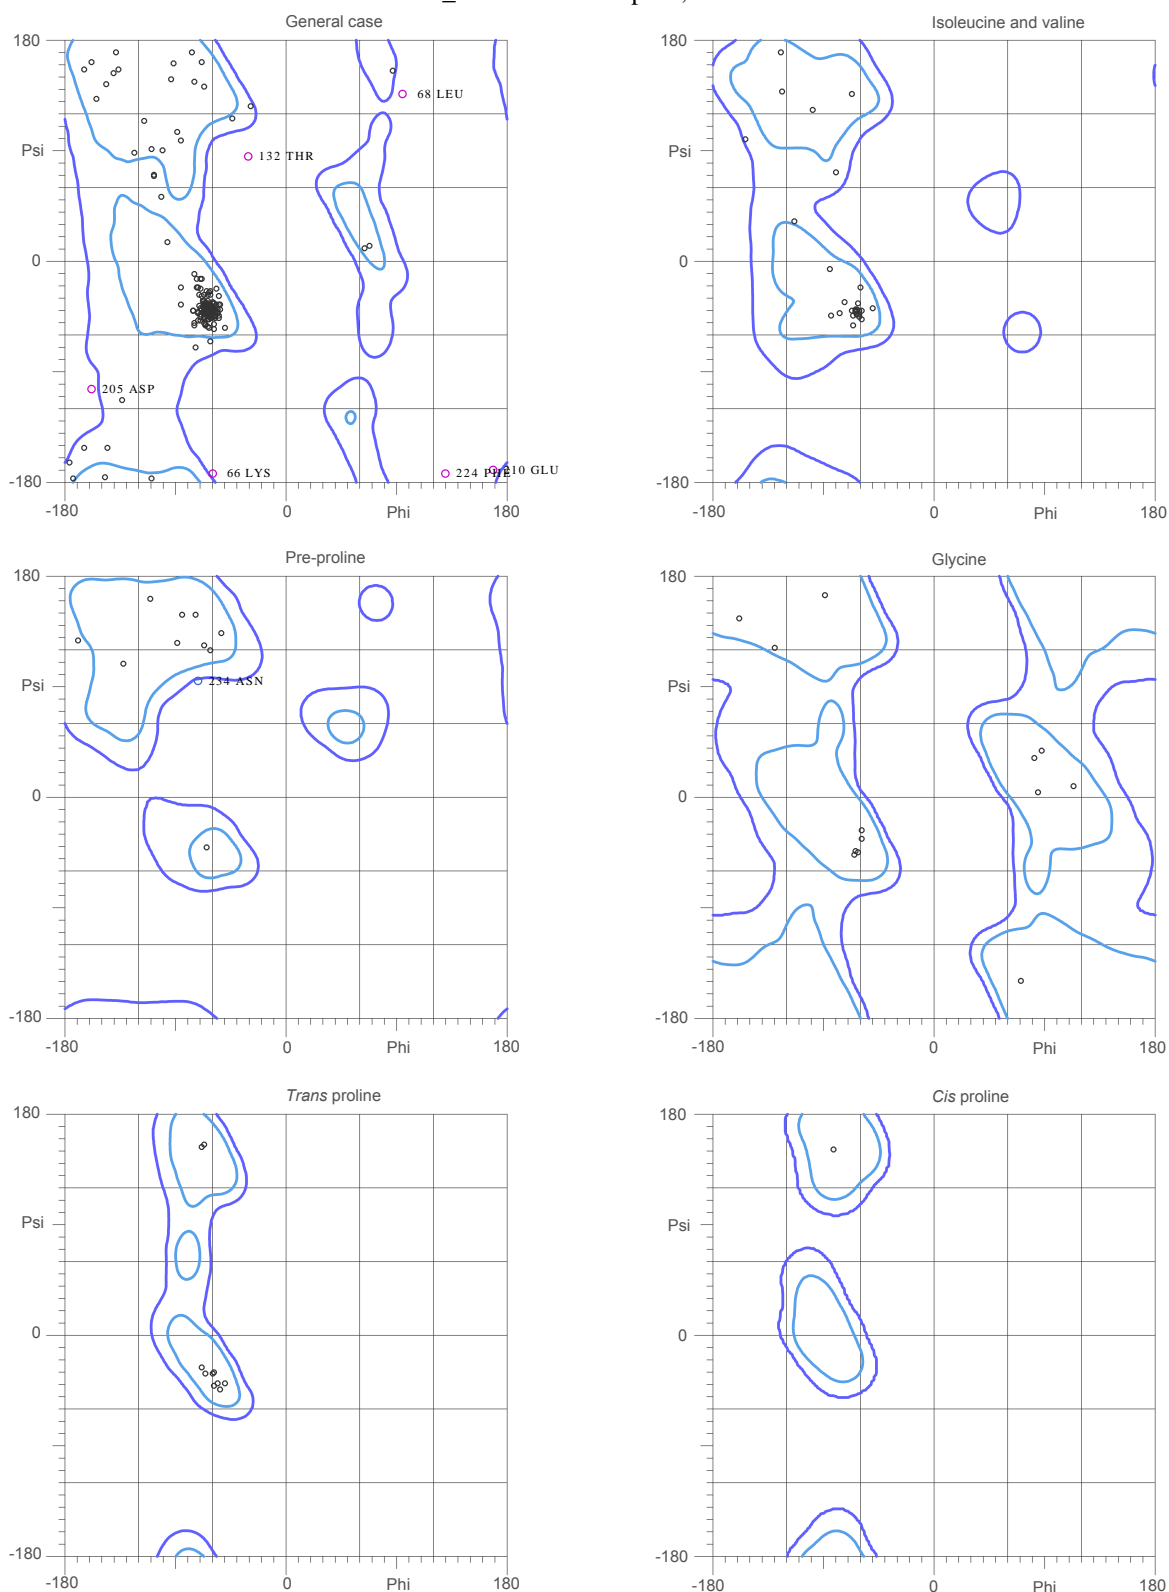 General case
180
Psi
0
-180
-180
0
Phi
180
68 LEU
132 THR
205 ASP
66 LYS
224 PHE
210 GLU
Isoleucine and valine
180
Psi
0
-180
-180
0
Phi
180
Pre-proline
180
Psi
0
-180
-180
0
Phi
180
234 ASN
Glycine
180
Psi
0
-180
-180
0
Phi
180
Trans proline
180
Psi
0
-180
-180
0
Phi
180
Cis proline
180
Psi
0
-180
-180
0
Phi
180